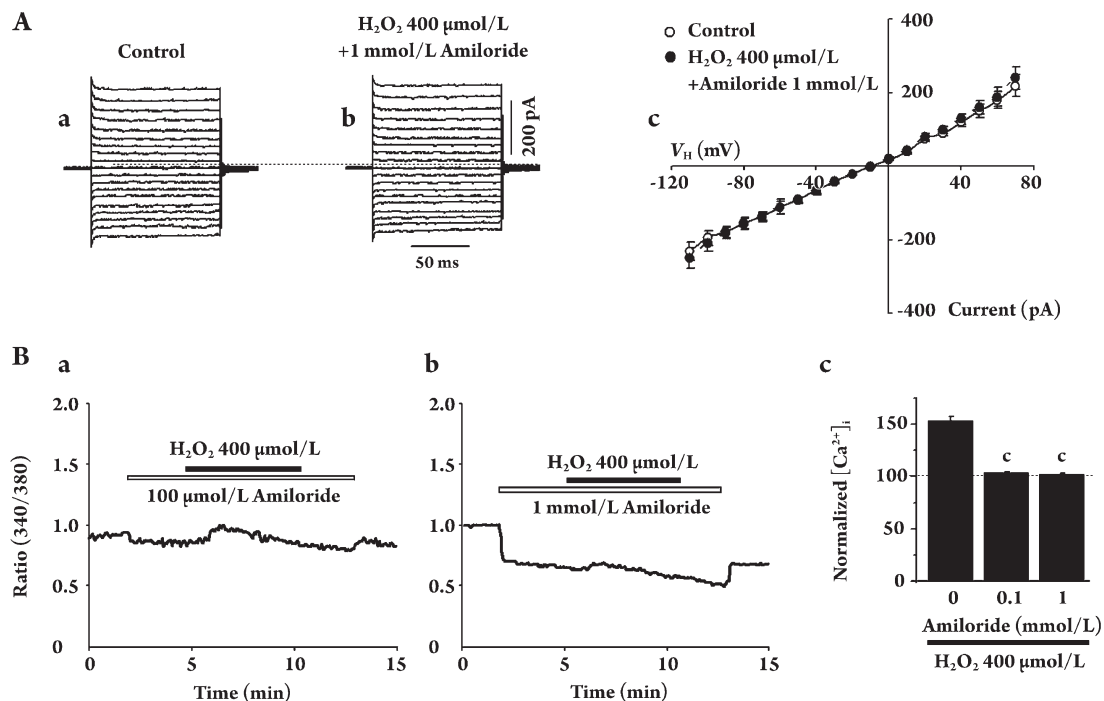 A
Control
H₂O₂ 400 μmol/L
+1 mmol/L Amiloride
a
b
200 pA
50 ms
c
Control
H₂O₂ 400 μmol/L
+Amiloride 1 mmol/L
V_H (mV)
-120 -80 -40 40 80
400
200
-200
-400
Current (pA)
B
a
Ratio (340/380)
2.0
1.5
1.0
0.5
0
H₂O₂ 400 μmol/L
100 μmol/L Amiloride
0 5 10 15
Time (min)
b
2.0
1.5
1.0
0.5
0
H₂O₂ 400 μmol/L
1 mmol/L Amiloride
0 5 10 15
Time (min)
c
Normalized [Ca²⁺]ᵢ
150
100
50
0
c c
0 0.1 1
Amiloride (mmol/L)
H₂O₂ 400 μmol/L